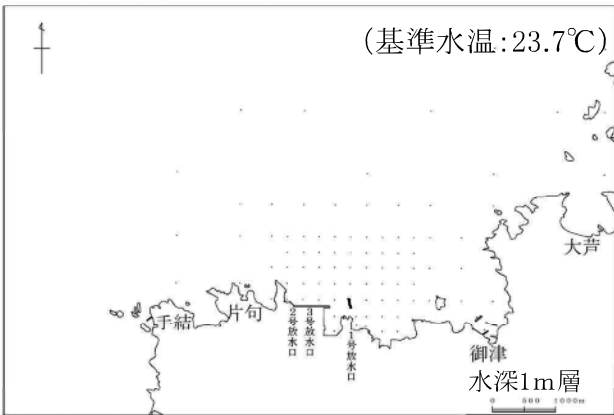 (基準水温:23.7℃)
大芦
手結
片句
2号放水口
3号放水口
1号放水口
御津
水深1m層
0 500 1000m